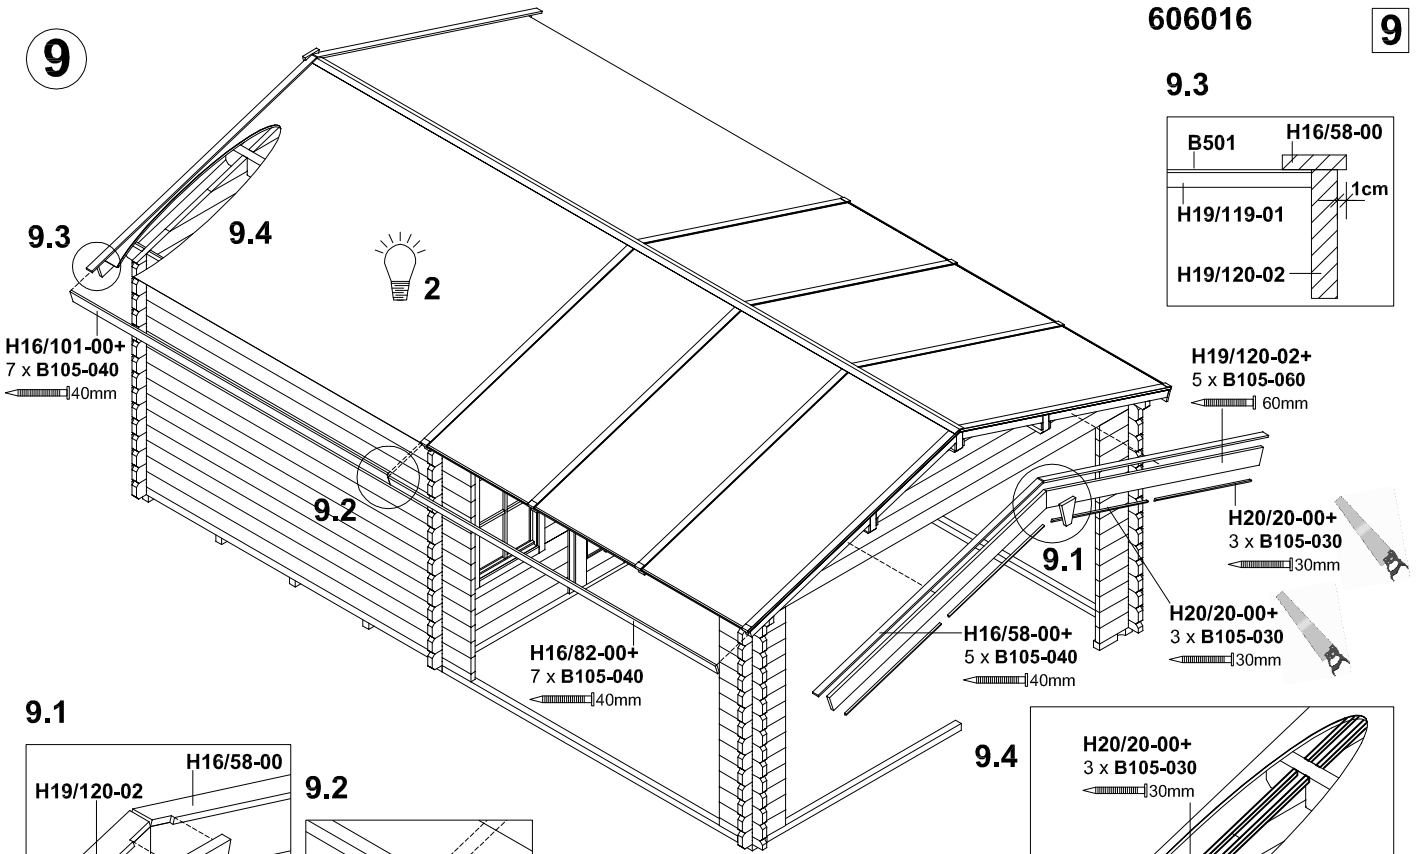 9
606016
9
9.3
B501
H16/58-00
1cm
H19/119-01
H19/120-02
9.3
9.4
2
H16/101-00+
7 x B105-040
40mm
H19/120-02+
5 x B105-060
60mm
9.2
9.1
H20/20-00+
3 x B105-030
30mm
H20/20-00+
3 x B105-030
30mm
H16/58-00+
5 x B105-040
40mm
H16/82-00+
7 x B105-040
40mm
9.1
H16/58-00
H19/120-02
9.2
9.4
H20/20-00+
3 x B105-030
30mm